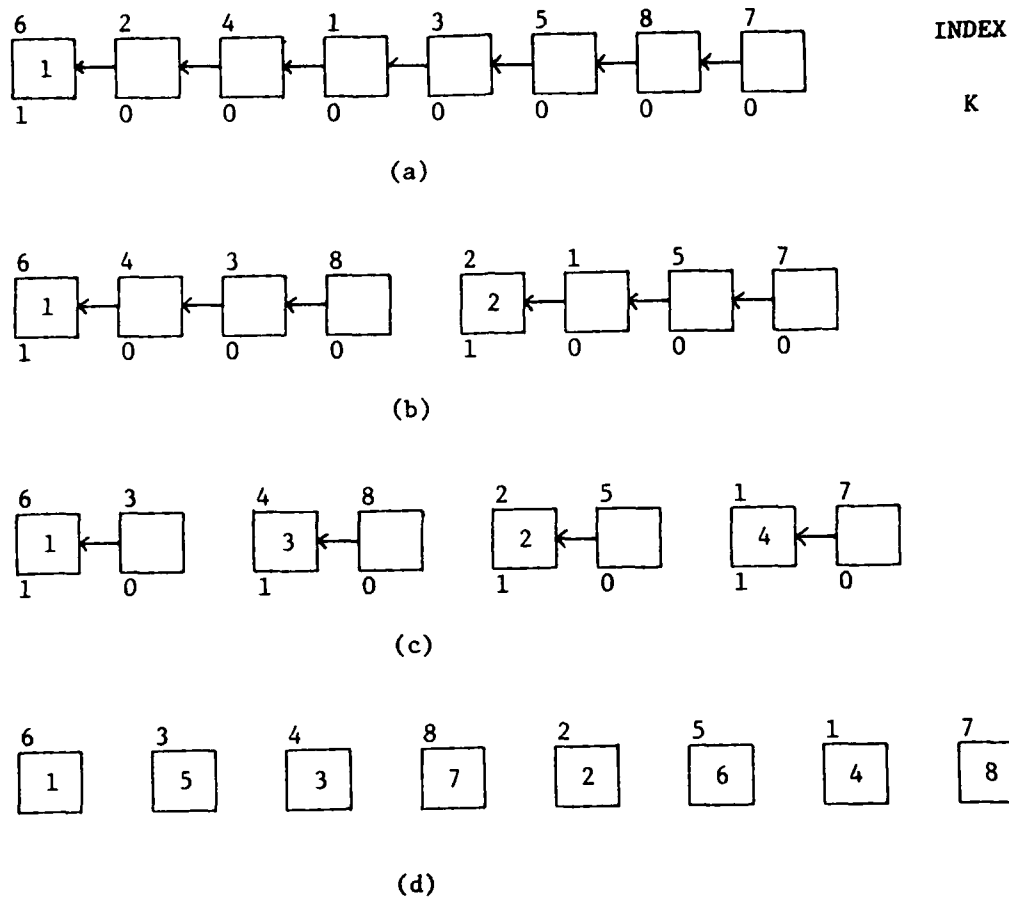 6 2 4 1 3 5 8 7 INDEX
1
1 0 0 0 0 0 0 0 K
(a)
6 4 3 8 2 1 5 7
1 2
1 0 0 0 1 0 0 0
(b)
6 3 4 8 2 5 1 7
1 3 2 4
1 0 1 0 1 0 1 0
(c)
6 3 4 8 2 5 1 7
1 5 3 7 2 6 4 8
(d)